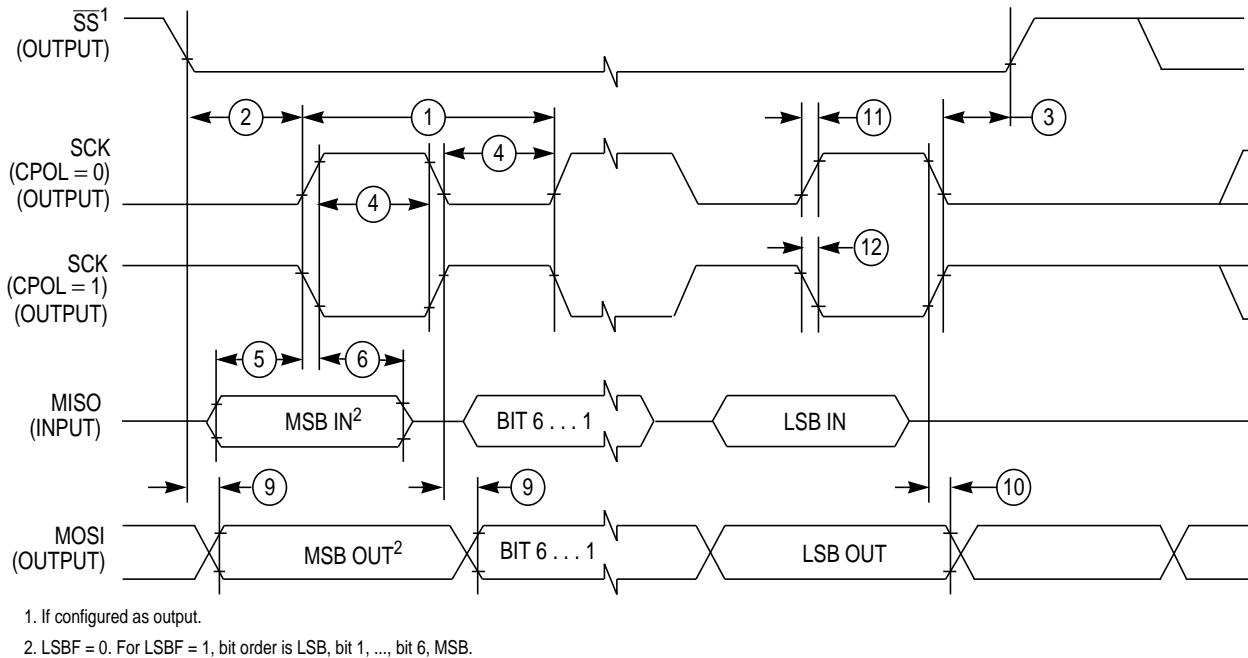 SS¹
(OUTPUT)
2
1
11
3
SCK
(CPOL = 0)
(OUTPUT)
4
4
SCK
(CPOL = 1)
(OUTPUT)
12
5
6
MISO
(INPUT)
MSB IN²
BIT 6 . . . 1
LSB IN
9
9
10
MOSI
(OUTPUT)
MSB OUT²
BIT 6 . . . 1
LSB OUT
1. If configured as output.
2. LSBF = 0. For LSBF = 1, bit order is LSB, bit 1, ..., bit 6, MSB.